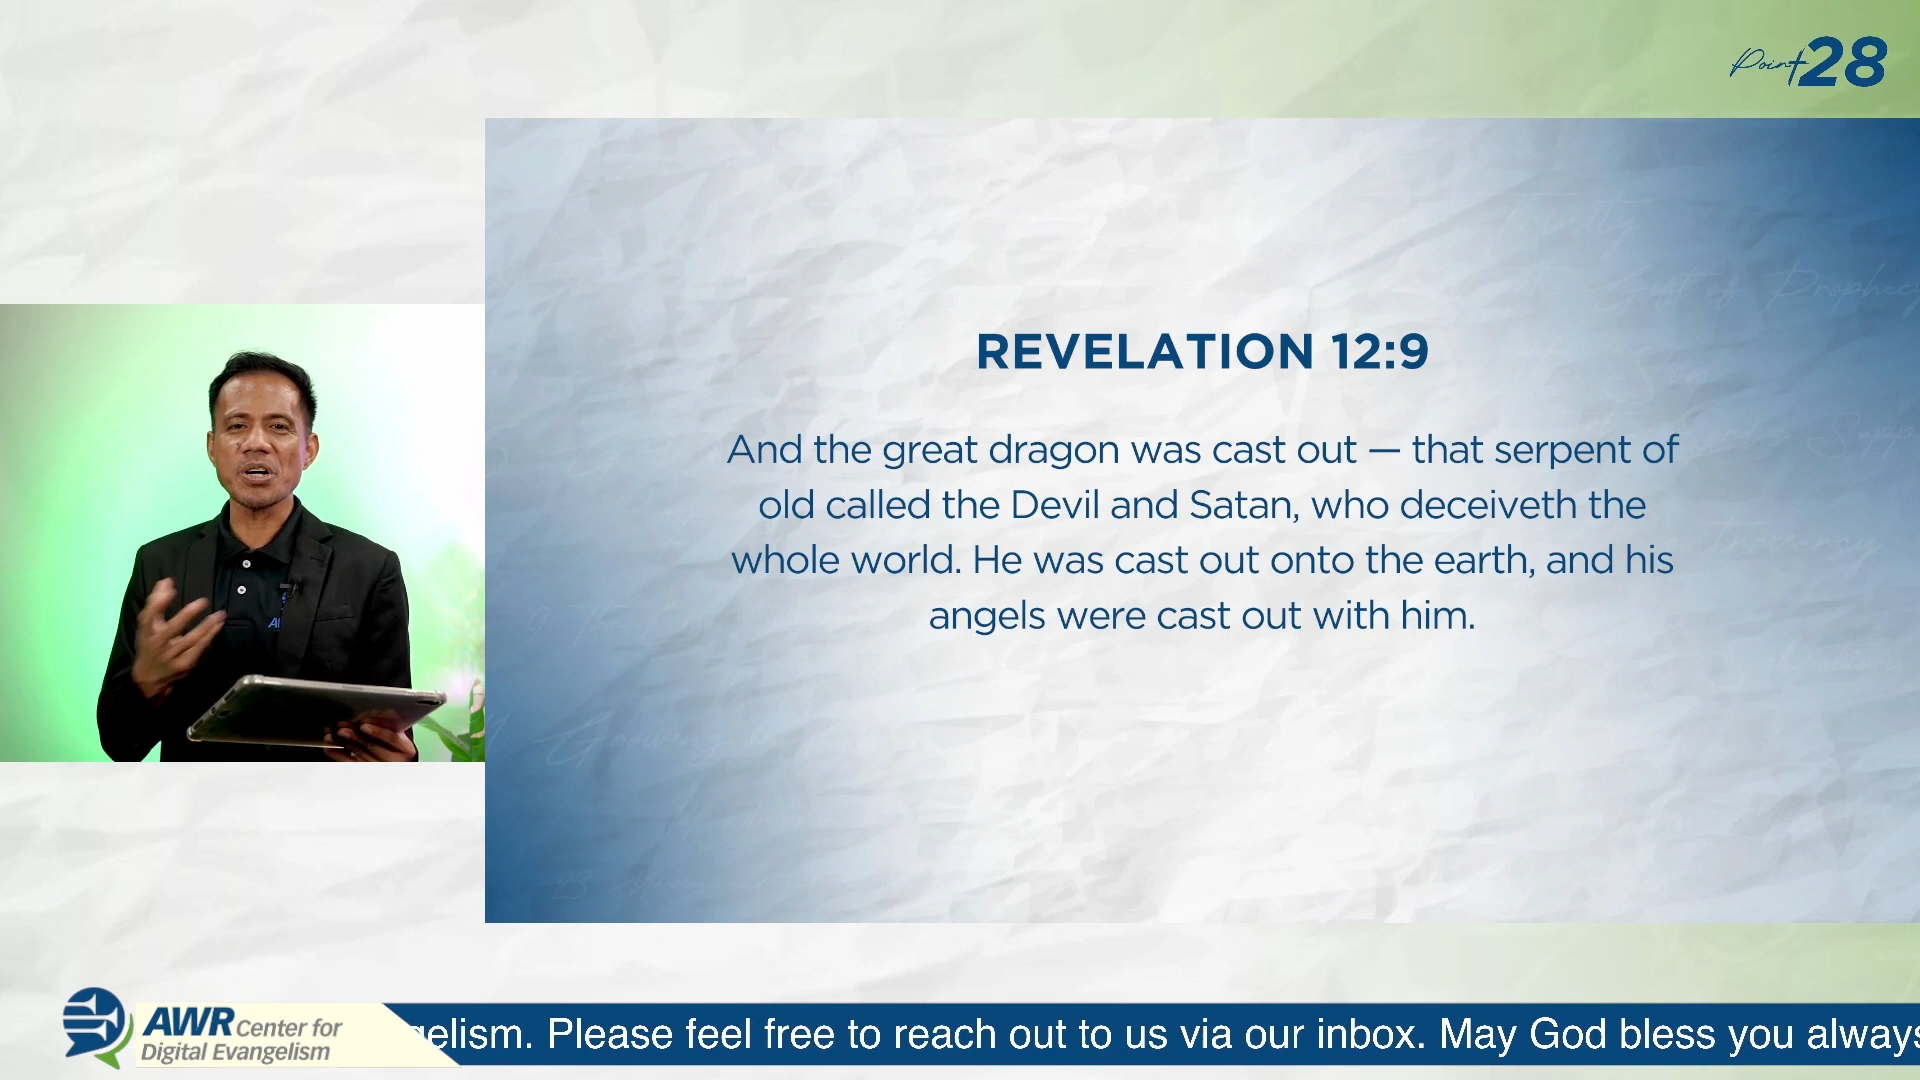 Point 28
REVELATION 12:9
And the great dragon was cast out — that serpent of
old called the Devil and Satan, who deceiveth the
whole world. He was cast out onto the earth, and his
angels were cast out with him.
AWR Center for
Digital Evangelism
gelism. Please feel free to reach out to us via our inbox. May God bless you always